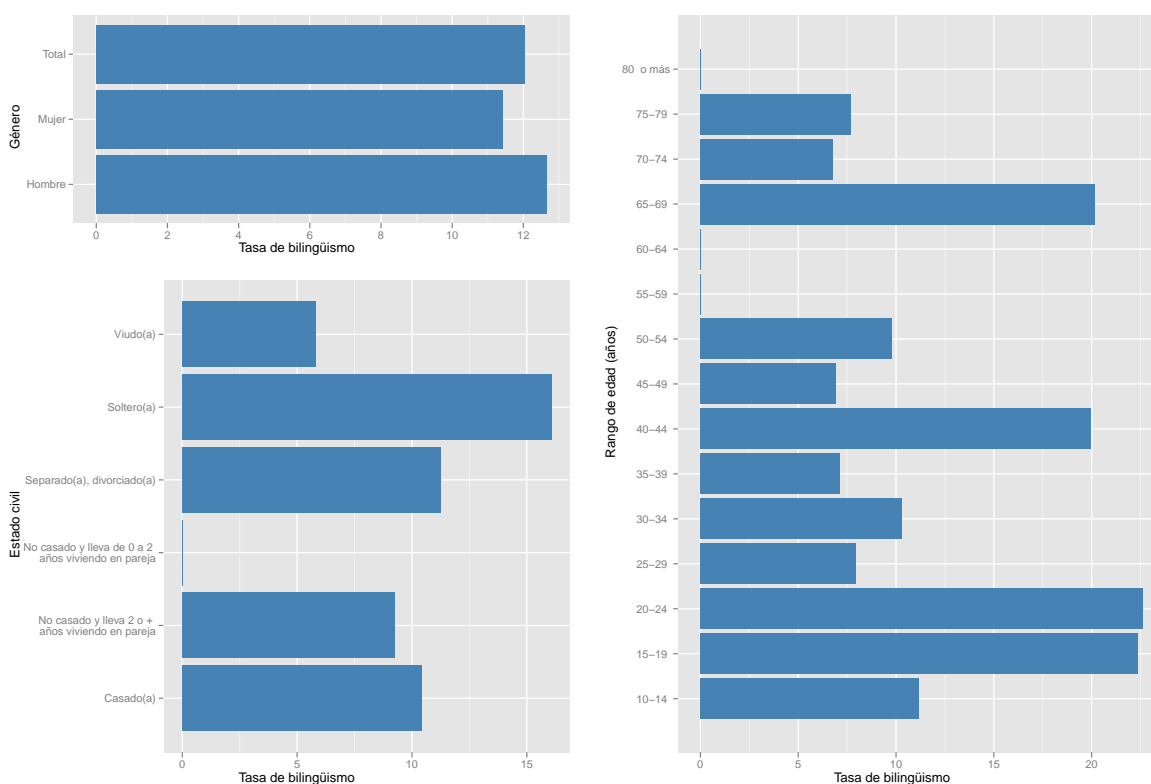 Género
Total
Mujer
Hombre
0 2 4 6 8 10 12
Tasa de bilingüismo
Estado civil
Viudo(a)
Soltero(a)
Separado(a), divorciado(a)
No casado y lleva de 0 a 2
años viviendo en pareja
No casado y lleva 2 o +
años viviendo en pareja
Casado(a)
0 5 10 15
Tasa de bilingüismo
Rango de edad (años)
80 o más
75−79
70−74
65−69
60−64
55−59
50−54
45−49
40−44
35−39
30−34
25−29
20−24
15−19
10−14
0 5 10 15 20
Tasa de bilingüismo